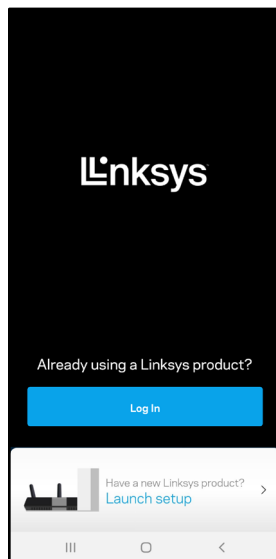 Linksys
Already using a Linksys product?
Log In
Have a new Linksys product?
Launch setup